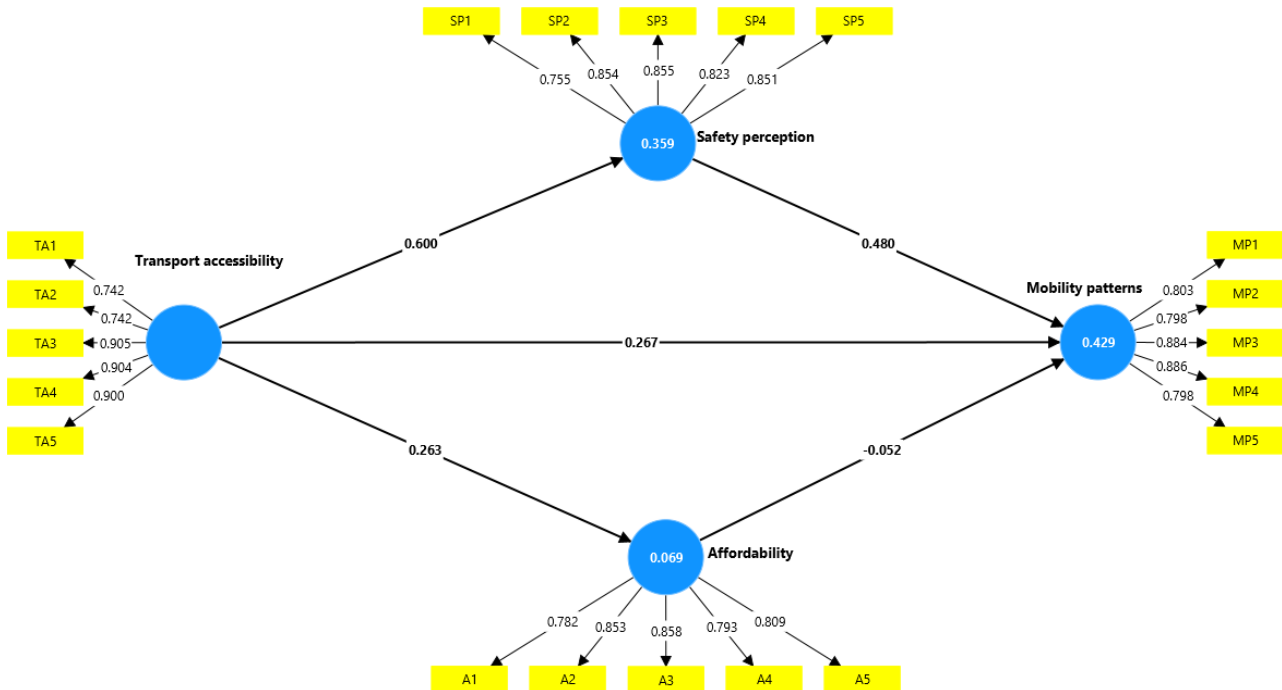 SP1 SP2 SP3 SP4 SP5
0.755 0.854 0.855 0.823 0.851
0.359 Safety perception
0.600 0.480
TA1
TA2
TA3
TA4
TA5
Transport accessibility
0.742
0.742
0.905
0.904
0.900
0.267
Mobility patterns
0.429
MP1
MP2
MP3
MP4
MP5
0.803
0.798
0.884
0.886
0.798
0.263 -0.052
0.069 Affordability
0.782 0.853 0.858 0.793 0.809
A1 A2 A3 A4 A5